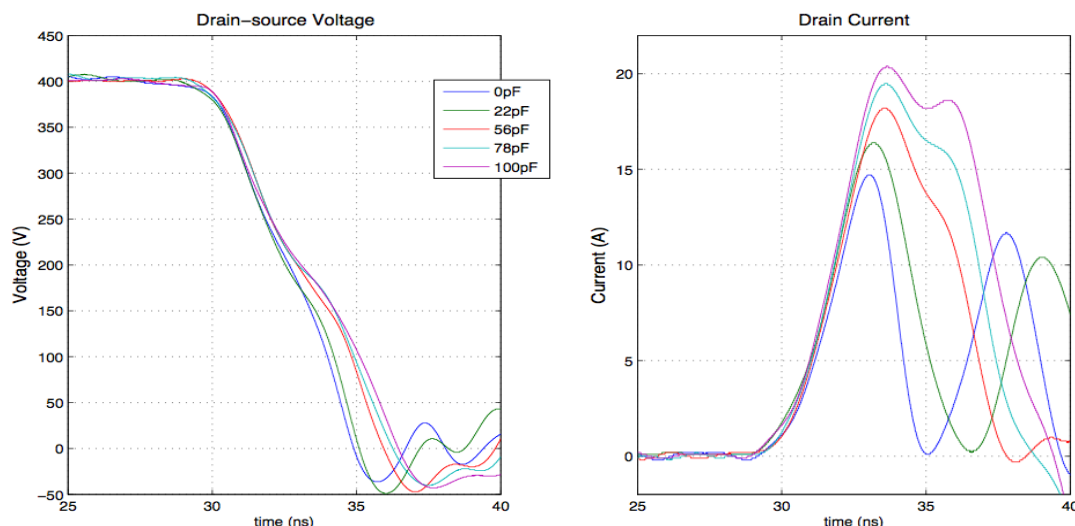 Drain-source Voltage
450
400
350
300
250
200
150
100
50
0
-50
25
30
35
40
Voltage (V)
time (ns)
0pF
22pF
56pF
78pF
100pF
Drain Current
20
15
10
5
0
25
30
35
40
Current (A)
time (ns)